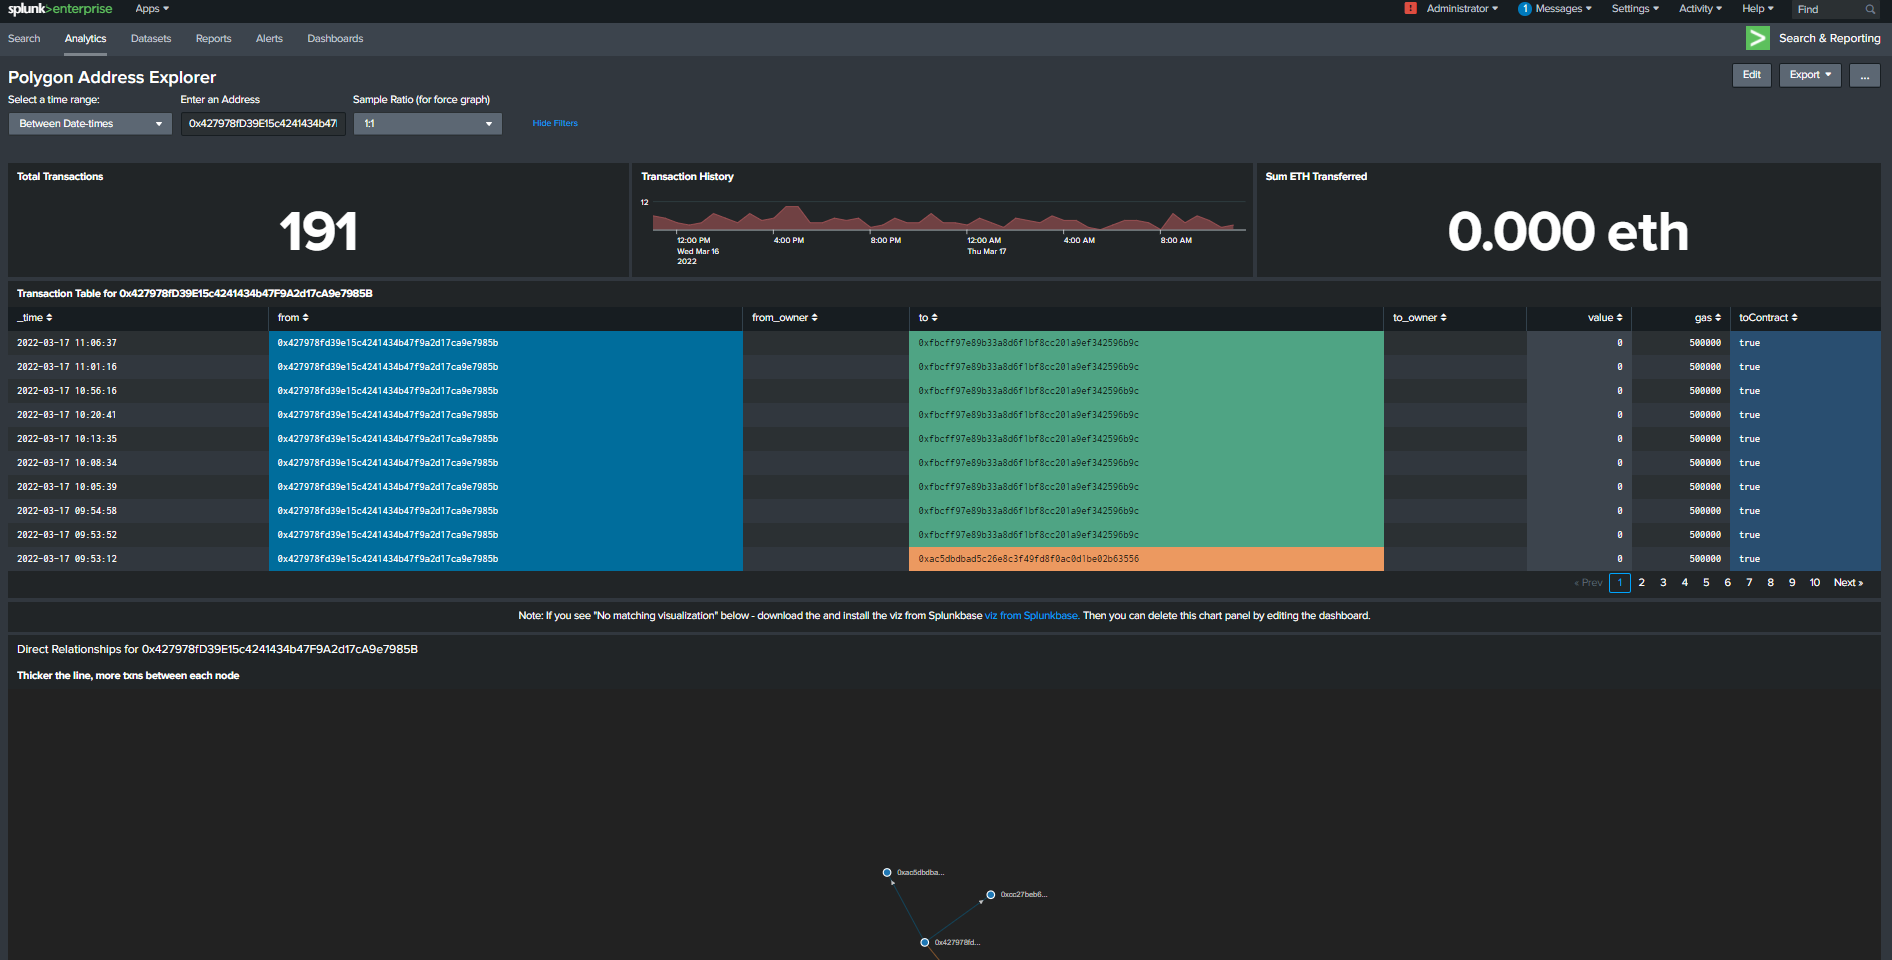 splunk>enterprise Apps Administrator 1 Messages Settings Activity Help Find
Search Analytics Datasets Reports Alerts Dashboards Search & Reporting
Polygon Address Explorer Edit Export ...
Select a time range: Enter an Address Sample Ratio (for force graph)
Between Date-times 0x427978fD39E15c4241434b47 1:1 Hide Filters
Total Transactions Transaction History Sum ETH Transferred
191
12
12:00 PM 4:00 PM 8:00 PM 12:00 AM 4:00 AM 8:00 AM
Wed Mar 16 Thu Mar 17
2022
0.000 eth
Transaction Table for 0x427978fD39E15c4241434b47F9A2d17cA9e7985B
_time from from_owner to to_owner value gas toContract
2022-03-17 11:06:37 0x427978fd39e15c4241434b47f9a2d17ca9e7985b 0xfbcff97e89b33a8d6f1bf8cc201a9ef342596b9c 0 500000 true
2022-03-17 11:01:16 0x427978fd39e15c4241434b47f9a2d17ca9e7985b 0xfbcff97e89b33a8d6f1bf8cc201a9ef342596b9c 0 500000 true
2022-03-17 10:56:16 0x427978fd39e15c4241434b47f9a2d17ca9e7985b 0xfbcff97e89b33a8d6f1bf8cc201a9ef342596b9c 0 500000 true
2022-03-17 10:20:41 0x427978fd39e15c4241434b47f9a2d17ca9e7985b 0xfbcff97e89b33a8d6f1bf8cc201a9ef342596b9c 0 500000 true
2022-03-17 10:13:35 0x427978fd39e15c4241434b47f9a2d17ca9e7985b 0xfbcff97e89b33a8d6f1bf8cc201a9ef342596b9c 0 500000 true
2022-03-17 10:08:34 0x427978fd39e15c4241434b47f9a2d17ca9e7985b 0xfbcff97e89b33a8d6f1bf8cc201a9ef342596b9c 0 500000 true
2022-03-17 10:05:39 0x427978fd39e15c4241434b47f9a2d17ca9e7985b 0xfbcff97e89b33a8d6f1bf8cc201a9ef342596b9c 0 500000 true
2022-03-17 09:54:58 0x427978fd39e15c4241434b47f9a2d17ca9e7985b 0xfbcff97e89b33a8d6f1bf8cc201a9ef342596b9c 0 500000 true
2022-03-17 09:53:52 0x427978fd39e15c4241434b47f9a2d17ca9e7985b 0xfbcff97e89b33a8d6f1bf8cc201a9ef342596b9c 0 500000 true
2022-03-17 09:53:12 0x427978fd39e15c4241434b47f9a2d17ca9e7985b 0xac5dbdbad5c26e8c3f49fd8f0ac0d1be02b63556 0 500000 true
« Prev 1 2 3 4 5 6 7 8 9 10 Next »
Note: If you see "No matching visualization" below - download the and install the viz from Splunkbase viz from Splunkbase. Then you can delete this chart panel by editing the dashboard.
Direct Relationships for 0x427978fD39E15c4241434b47F9A2d17cA9e7985B
Thicker the line, more txns between each node
0xac5dbdba...
0xcc27beb6...
0x427978fd...